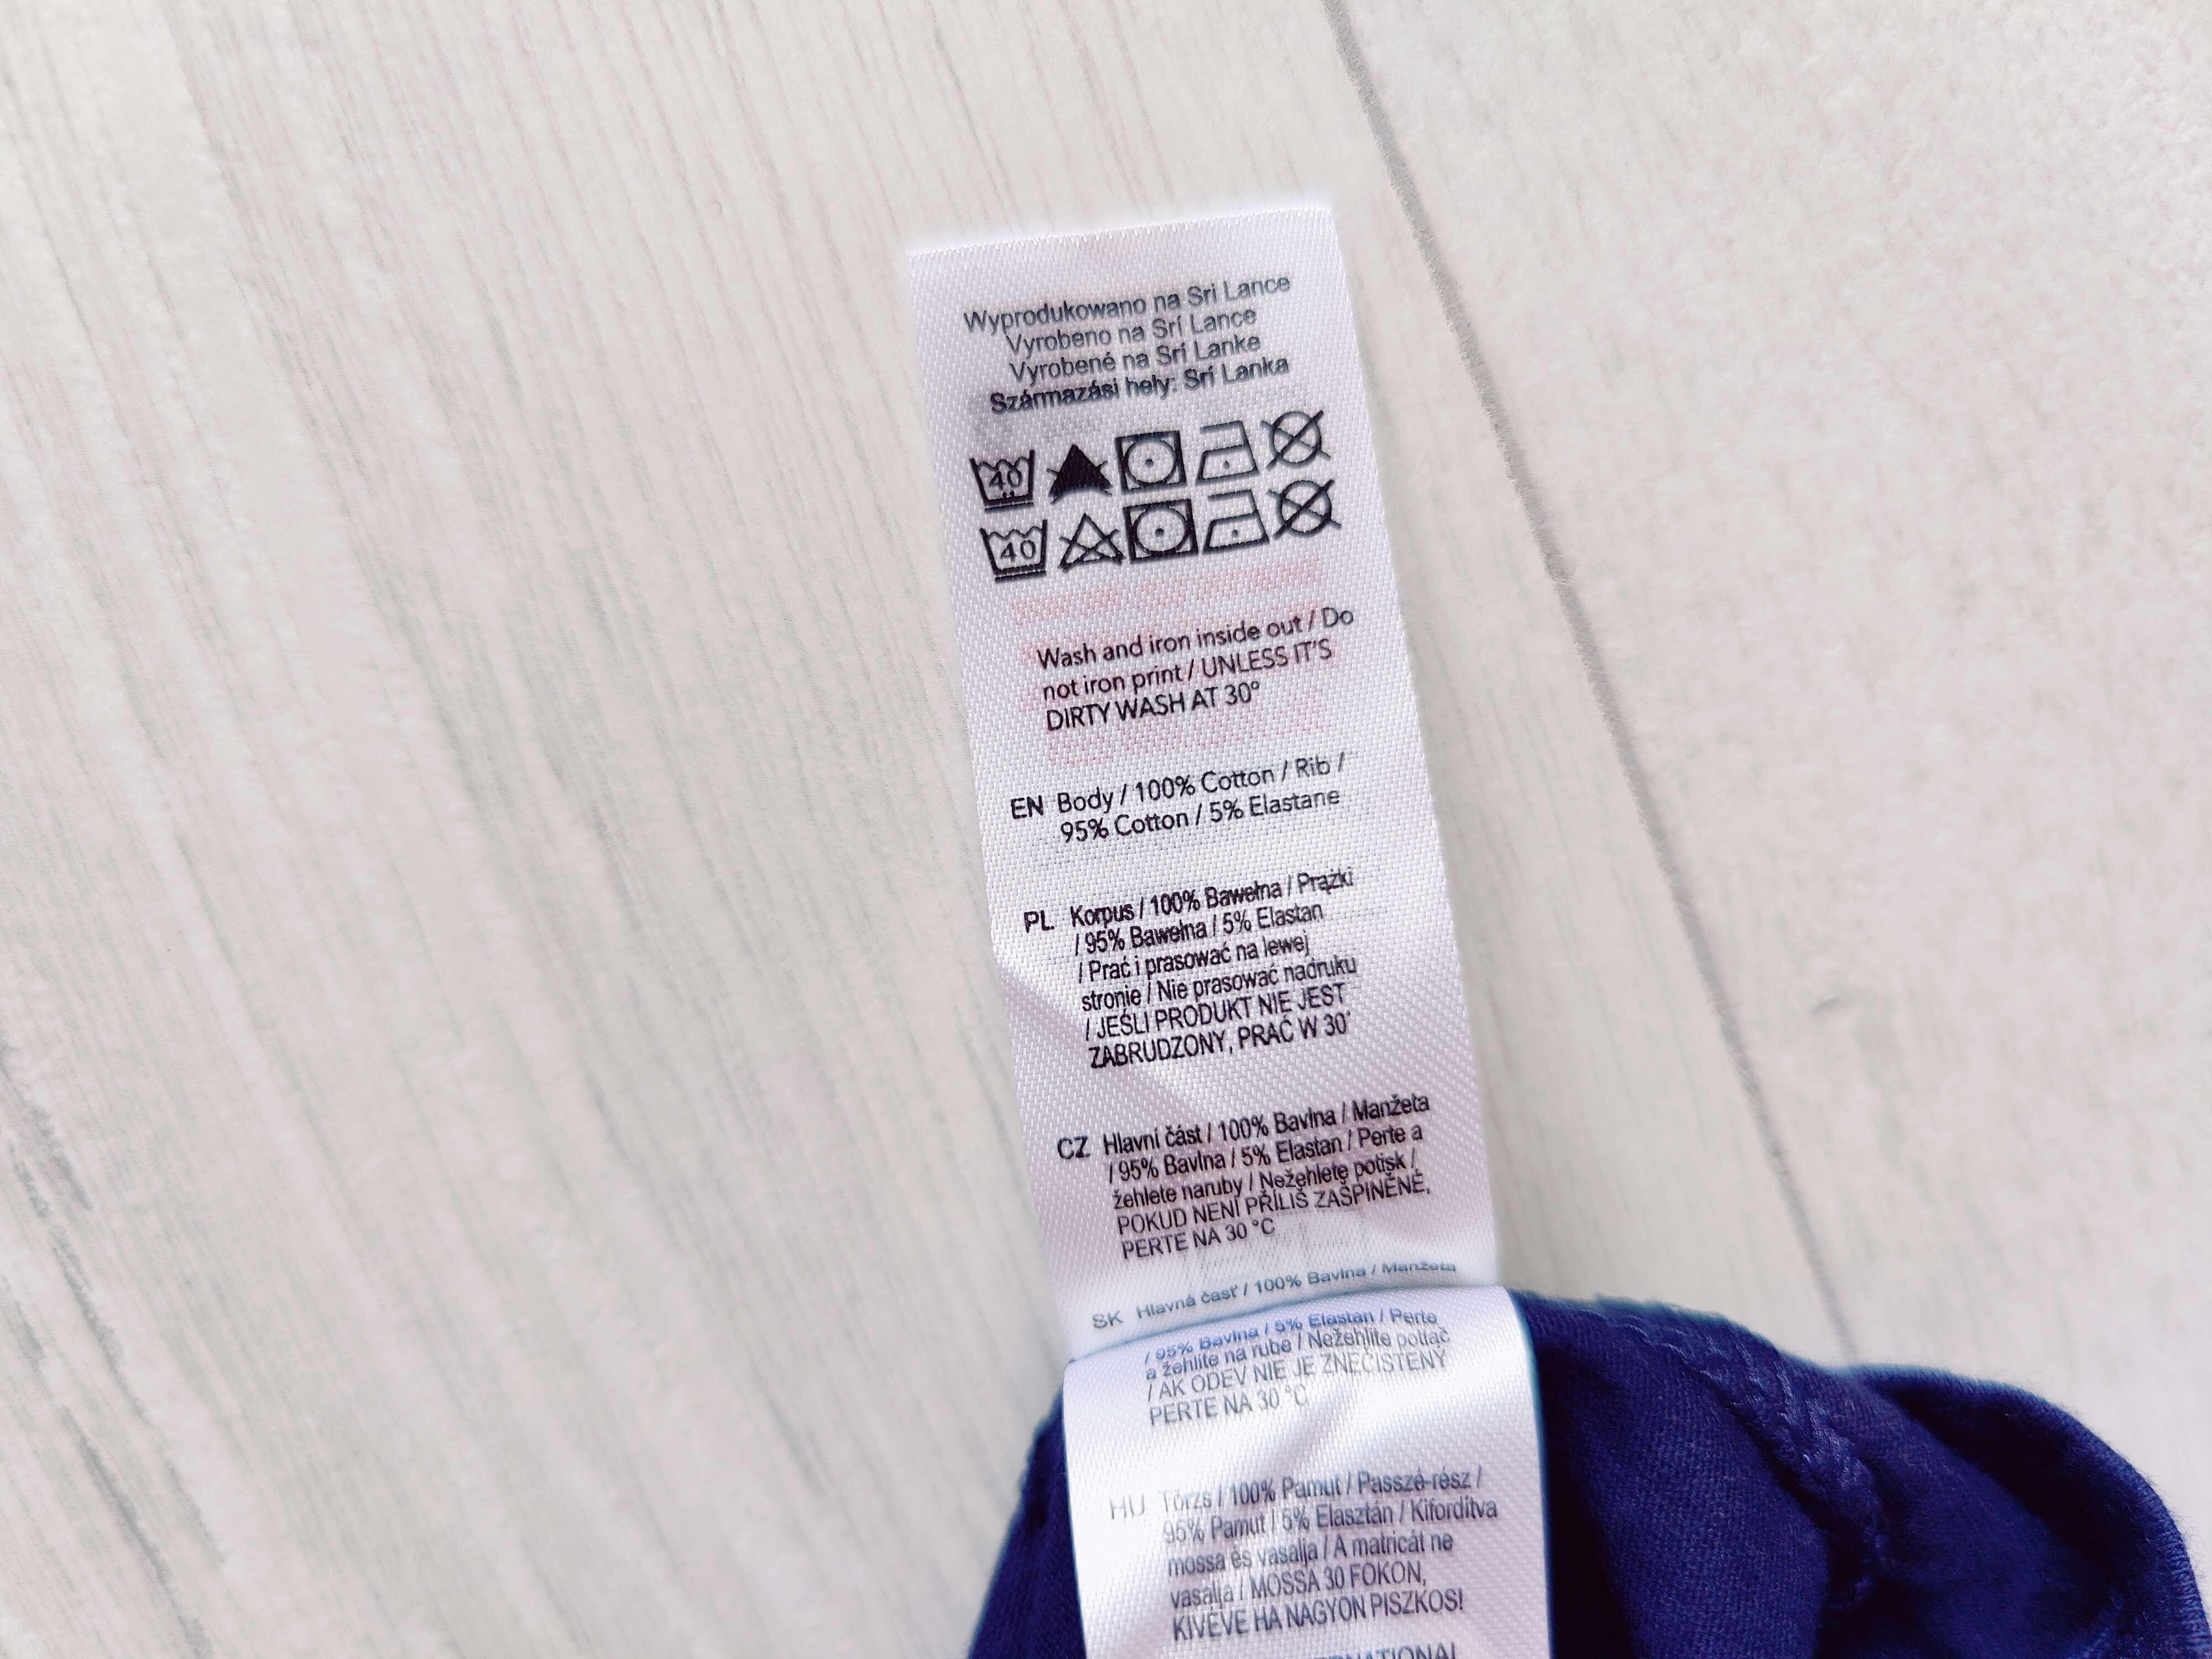 Wyprodukowano na Sri Lance
Vyrobeno na Srí Lance
Vyrobené na Srí Lanke
Származási hely: Srí Lanka
40
40
Wash and iron inside out / Do
not iron print / UNLESS IT'S
DIRTY WASH AT 30°
EN Body / 100% Cotton / Rib /
95% Cotton / 5% Elastane
PL Korpus / 100% Bawełna / Prążki
/ 95% Bawełna / 5% Elastan
/ Prać i prasować na lewej
stronie / Nie prasować nadruku
/ JEŚLI PRODUKT NIE JEST
ZABRUDZONY, PRAĆ W 30°
CZ Hlavní část / 100% Bavlna / Manžeta
/ 95% Bavlna / 5% Elastan / Perte a
žehlete naruby / Nežehlete potisk /
POKUD NENÍ PŘÍLIŠ ZAŠPINĚNÉ,
PERTE NA 30 °C
SK Hlavná časť / 100% Bavlna / Manžeta
/ 95% Bavlna / 5% Elastan / Perte
a žehlite na rube / Nežehlite potlač
/ AK ODEV NIE JE ZNEČISTENÝ
PERTE NA 30 °C
HU Törzs / 100% Pamut / Passzé-rész /
95% Pamut / 5% Elasztán / Kifordítva
mossa és vasalja / A matricát ne
vasalja / MOSSA 30 FOKON,
KIVÉVE HA NAGYON PISZKOS!